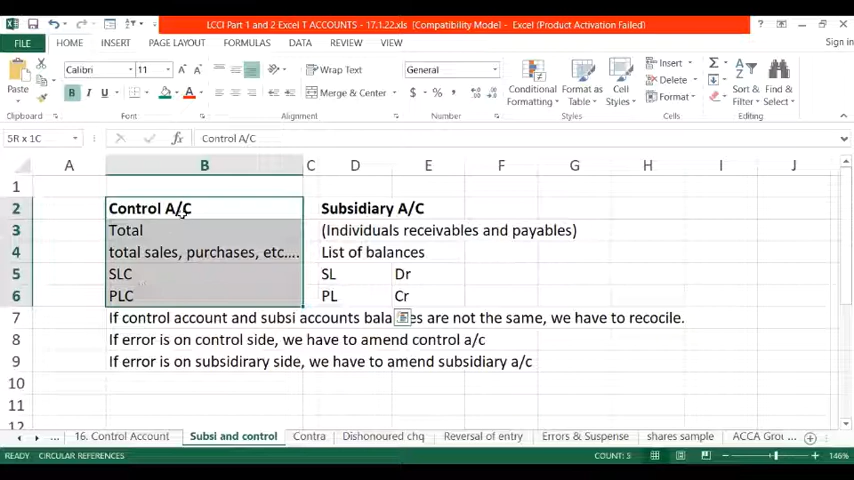 LCCI Part 1 and 2 Excel T ACCOUNTS - 17.1.22.xls [Compatibility Mode] - Excel (Product Activation Failed)
FILE HOME INSERT PAGE LAYOUT FORMULAS DATA REVIEW VIEW Sign in
Calibri 11 Wrap Text General Insert
Paste B I U Merge & Center $ % Conditional Formatting Format as Table Cell Styles Delete Sort & Filter Find & Select
Format
Clipboard Font Alignment Number Styles Cells Editing
5R x 1C fx Control A/C
A B C D E F G H I J
1
2 Control A/C Subsidiary A/C
3 Total (Individuals receivables and payables)
4 total sales, purchases, etc.... List of balances
5 SLC SL Dr
6 PLC PL Cr
7 If control account and subsi accounts bala es are not the same, we have to recocile.
8 If error is on control side, we have to amend control a/c
9 If error is on subsidirary side, we have to amend subsidiary a/c
10
11
12
... 16. Control Account Subsi and control Contra Dishonoured chq Reversal of entry Errors & Suspense shares sample ACCA Grou ...
READY CIRCULAR REFERENCES COUNT: 5 146%